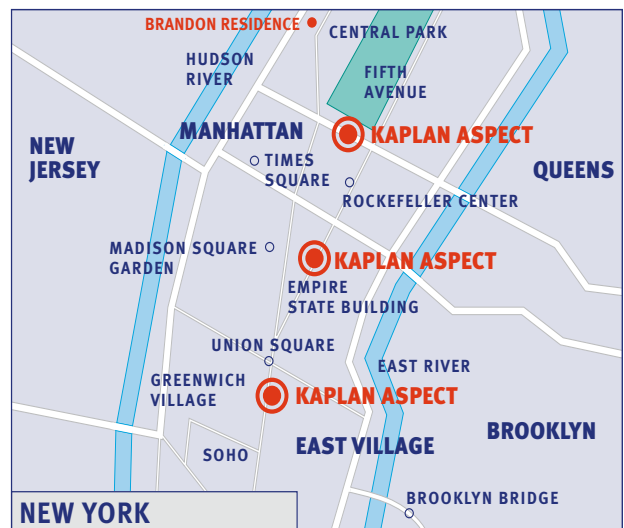 BRANDON RESIDENCE
CENTRAL PARK
HUDSON
RIVER
FIFTH
AVENUE
MANHATTAN
KAPLAN ASPECT
NEW
JERSEY
TIMES
SQUARE
QUEENS
ROCKEFELLER CENTER
MADISON SQUARE
GARDEN
KAPLAN ASPECT
EMPIRE
STATE BUILDING
UNION SQUARE
EAST RIVER
GREENWICH
VILLAGE
KAPLAN ASPECT
BROOKLYN
EAST VILLAGE
SOHO
BROOKLYN BRIDGE
NEW YORK